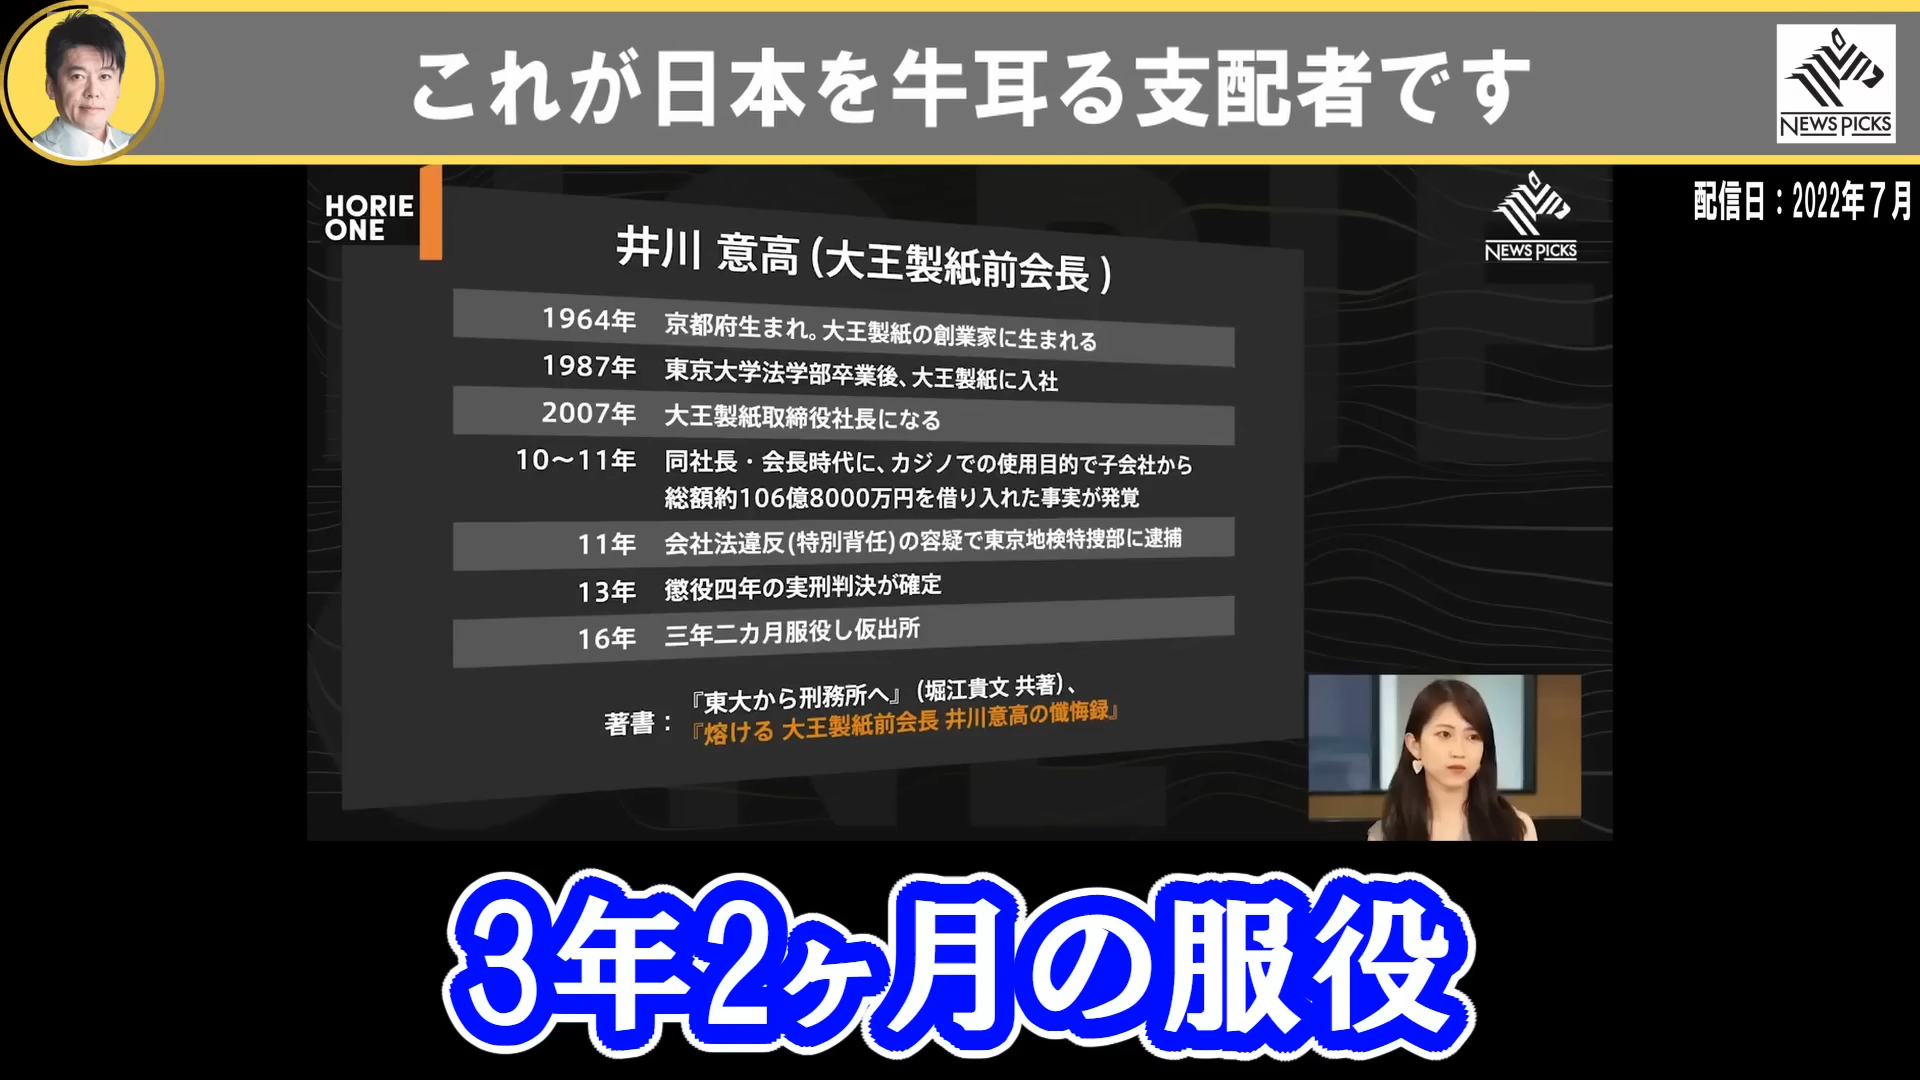 これが日本を牛耳る支配者です
NEWS PICKS
配信日：2022年7月
HORIE
ONE
NEWS PICKS
井川 意高(大王製紙前会長)
1964年 京都府生まれ。大王製紙の創業家に生まれる
1987年 東京大学法学部卒業後、大王製紙に入社
2007年 大王製紙取締役社長になる
10〜11年 同社長・会長時代に、カジノでの使用目的で子会社から
総額約106億8000万円を借り入れた事実が発覚
11年 会社法違反(特別背任)の容疑で東京地検特捜部に逮捕
13年 懲役四年の実刑判決が確定
16年 三年二カ月服役し仮出所
著書：『東大から刑務所へ』(堀江貴文 共著)、
『熔ける 大王製紙前会長 井川意高の懺悔録』
3年2ヶ月の服役